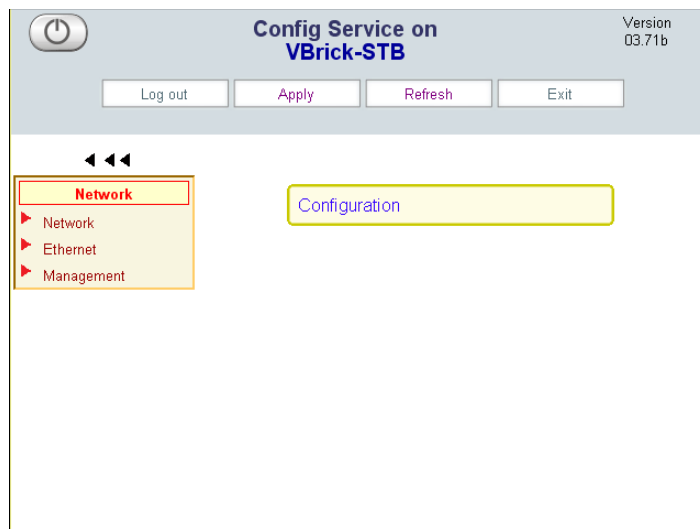 Config Service on
VBrick-STB
Version
03.71b
Log out
Apply
Refresh
Exit
Network
Network
Ethernet
Management
Configuration